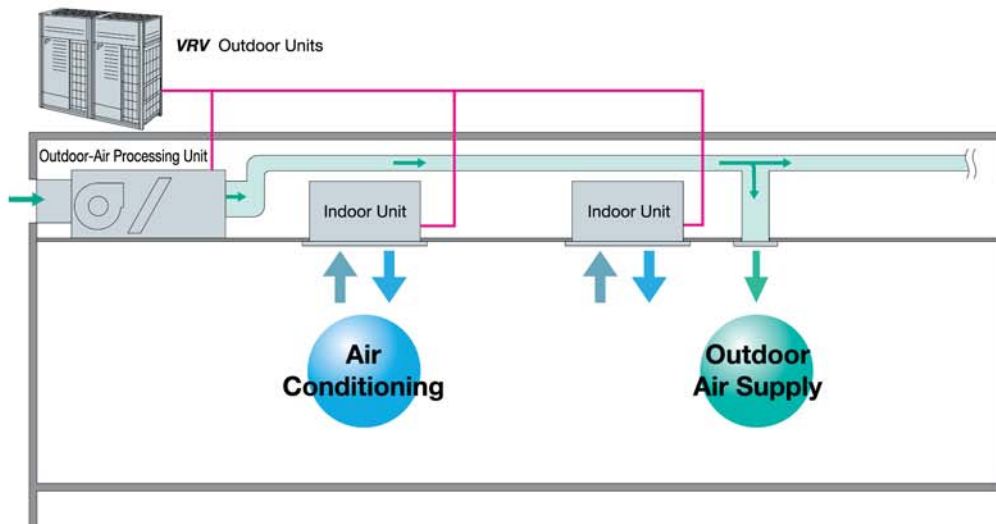 VRV Outdoor Units
Outdoor-Air Processing Unit
Indoor Unit
Indoor Unit
Air
Conditioning
Outdoor
Air Supply